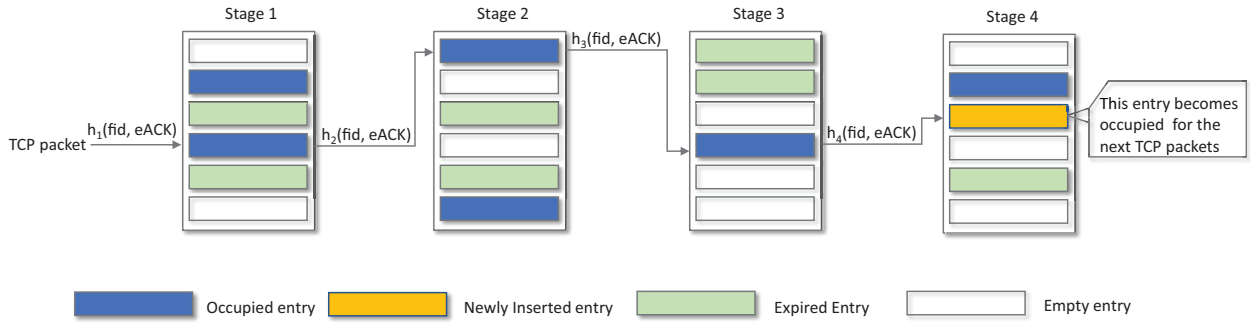 Stage 1
Stage 2
Stage 3
Stage 4
TCP packet
h1(fid, eACK)
h2(fid, eACK)
h3(fid, eACK)
h4(fid, eACK)
This entry becomes
occupied for the
next TCP packets
Occupied entry
Newly Inserted entry
Expired Entry
Empty entry